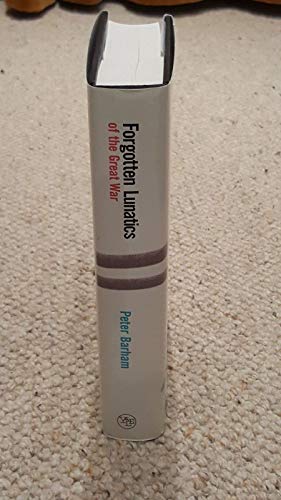 Forgotten Lunatics
of the Great War
Peter Barham